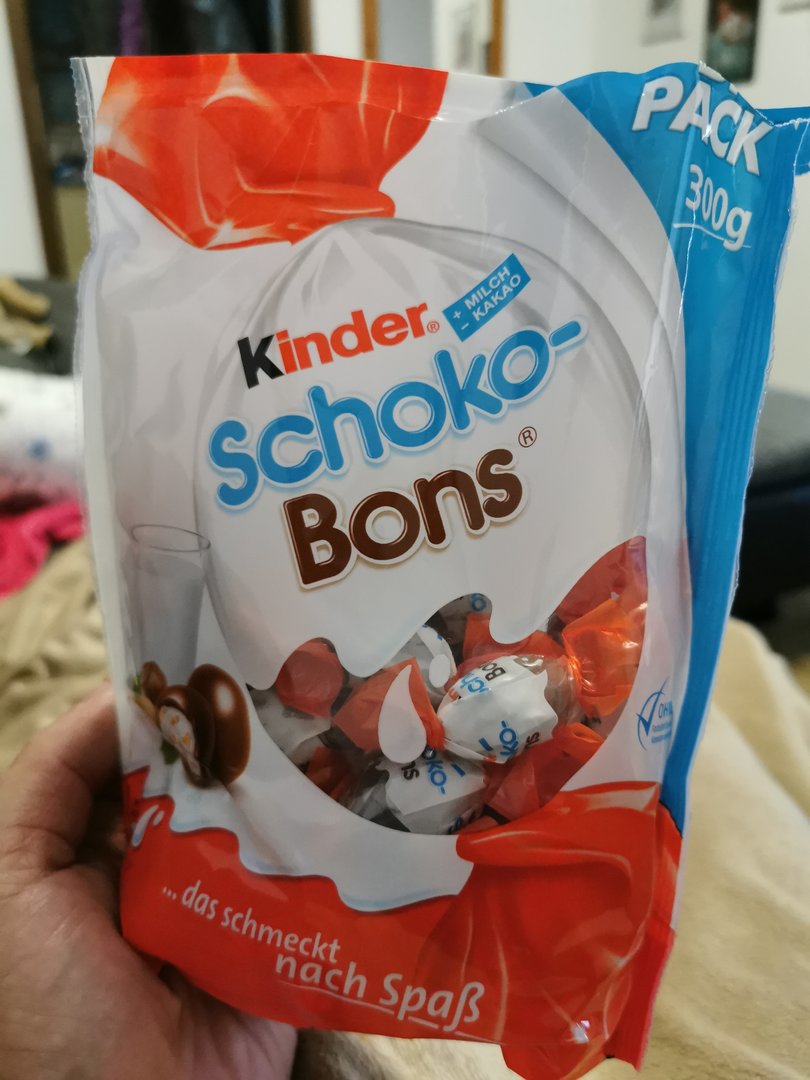 PACK
300g
Kinder®
+ MILCH
- KAKAO
Schoko-
Bons®
... das schmeckt
nach Spaß